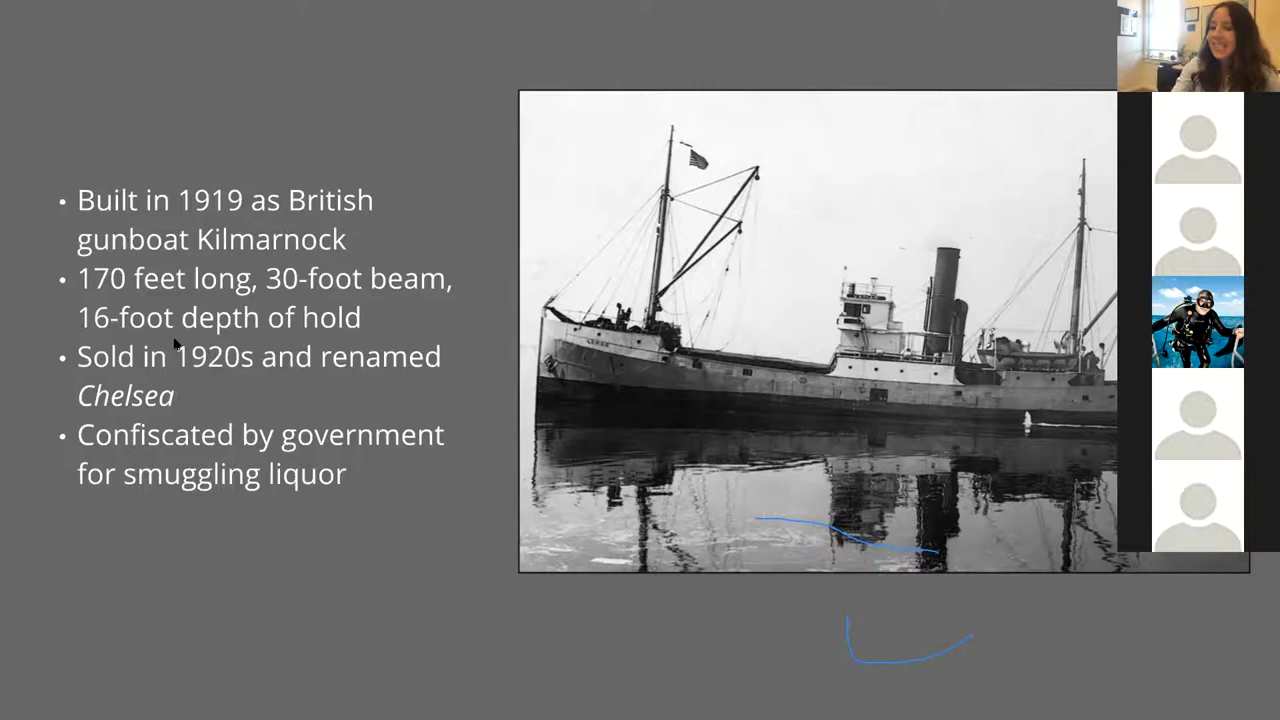 • Built in 1919 as British
gunboat Kilmarnock
• 170 feet long, 30-foot beam,
16-foot depth of hold
• Sold in 1920s and renamed
Chelsea
• Confiscated by government
for smuggling liquor